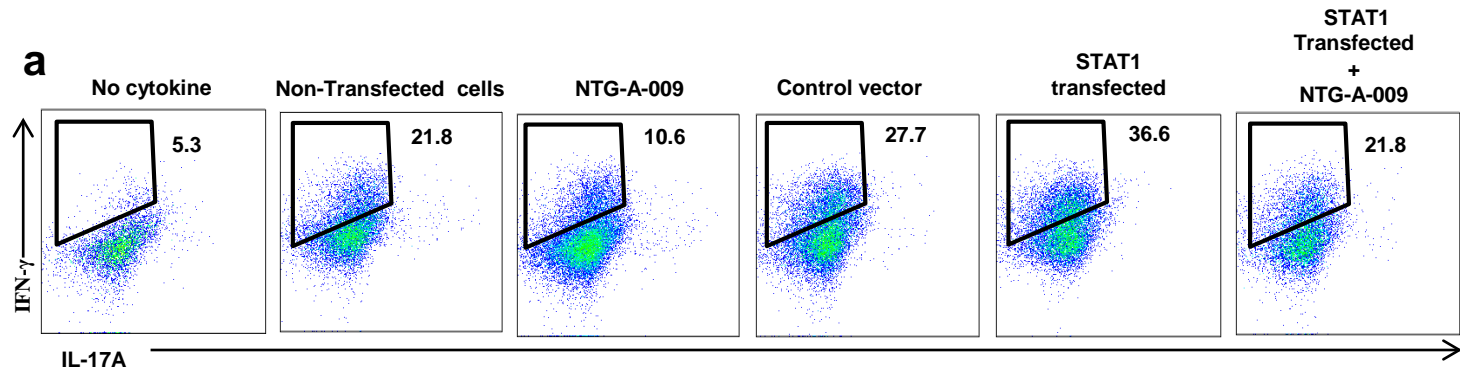 a
No cytokine
Non-Transfected cells
NTG-A-009
Control vector
STAT1
transfected
STAT1
Transfected
+
NTG-A-009
5.3
21.8
10.6
27.7
36.6
21.8
IFN-γ
IL-17A